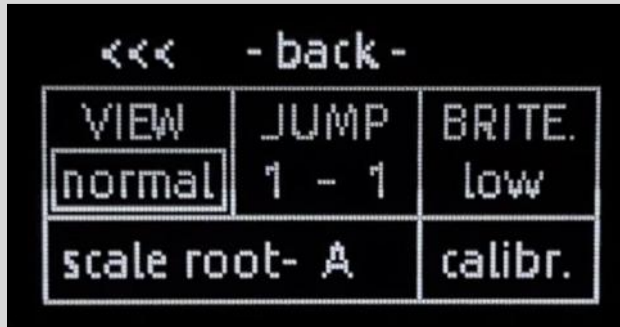 <<< - back -
VIEW JUMP BRITE.
normal 1 - 1 low
scale root- A calibr.